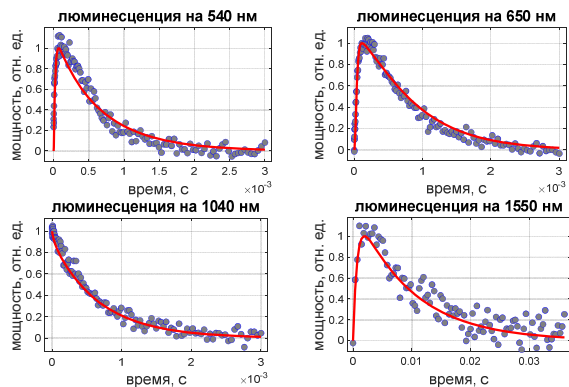 люминесценция на 540 нм
мощность, отн. ед.
1
0.8
0.6
0.4
0.2
0
0 0.5 1 1.5 2 2.5 3
время, с
×10⁻³
люминесценция на 650 нм
мощность, отн. ед.
1
0.8
0.6
0.4
0.2
0
0 1 2 3
время, с
×10⁻³
люминесценция на 1040 нм
мощность, отн. ед.
1
0.8
0.6
0.4
0.2
0
0 1 2 3
время, с
×10⁻³
люминесценция на 1550 нм
мощность, отн. ед.
1
0.8
0.6
0.4
0.2
0
0 0.01 0.02 0.03
время, с